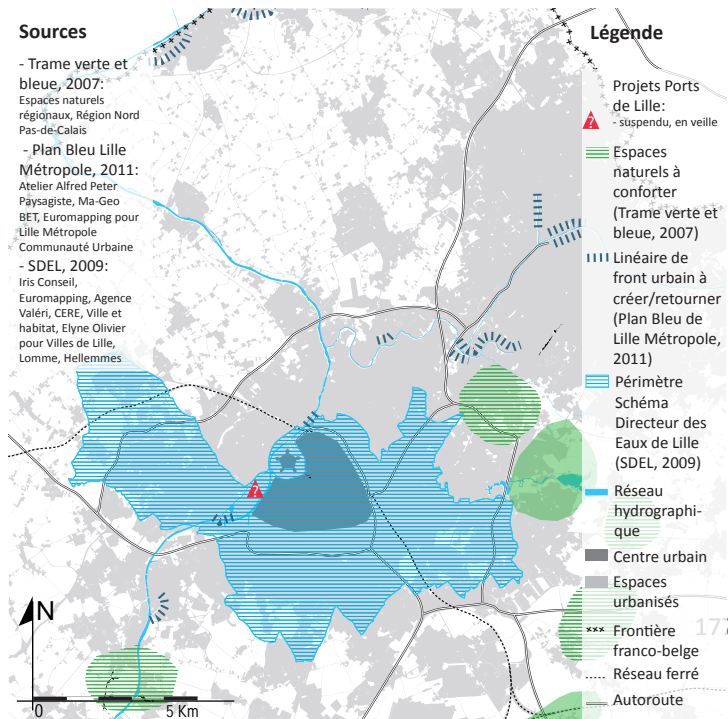 Sources
- Trame verte et
bleue, 2007:
Espaces naturels
régionaux, Région Nord
Pas-de-Calais
- Plan Bleu Lille
Métropole, 2011:
Atelier Alfred Peter
Paysagiste, Ma-Geo
BET, Euromapping pour
Lille Métropole
Communauté Urbaine
- SDEL, 2009:
Iris Conseil,
Euromapping, Agence
Valéri, CERE, Ville et
habitat, Elyne Olivier
pour Villes de Lille,
Lomme, Hellemmes
?
N
0
5 Km
Légende
Projets Ports
de Lille:
?
- suspendu, en veille
Espaces
naturels à
conforter
(Trame verte et
bleue, 2007)
Linéaire de
front urbain à
créer/retourner
(Plan Bleu de
Lille Métropole,
2011)
Périmètre
Schéma
Directeur des
Eaux de Lille
(SDEL, 2009)
Réseau
hydrographi-
que
Centre urbain
Espaces
urbanisés
Frontière
franco-belge
Réseau ferré
Autoroute